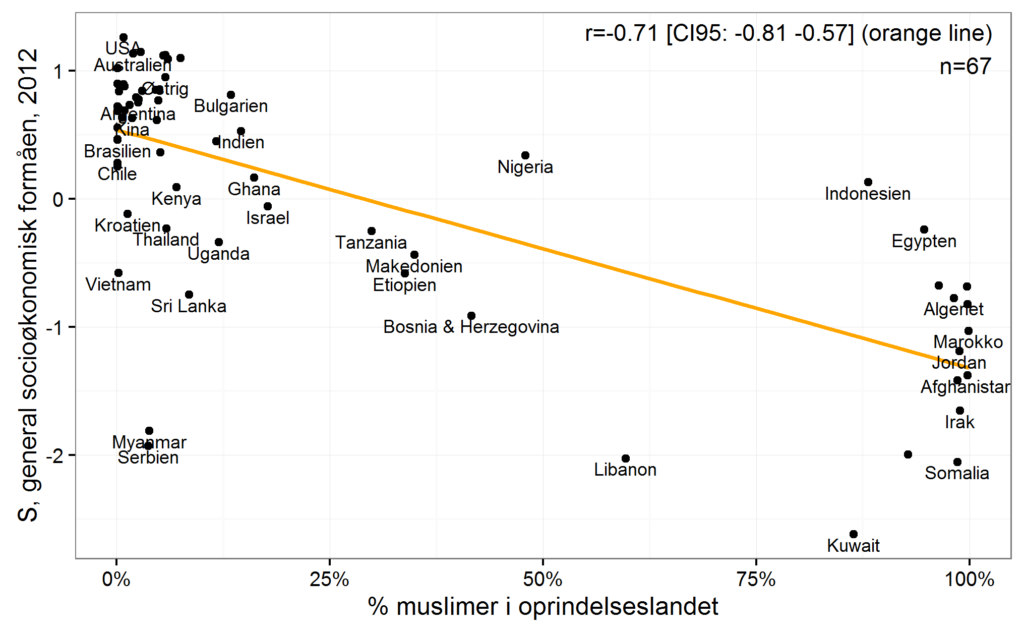 r=-0.71 [CI95: -0.81 -0.57] (orange line)
n=67
S, general socioøkonomisk formåen, 2012
1
0
-1
-2
USA
Australien
Østrig
Bulgarien
Argentina
Kina
Indien
Brasilien
Chile
Nigeria
Ghana
Kenya
Indonesien
Israel
Kroatien
Thailand
Tanzania
Egypten
Uganda
Makedonien
Vietnam
Etiopien
Sri Lanka
Algeriet
Bosnia & Herzegovina
Marokko
Jordan
Afghanistan
Irak
Myanmar
Serbien
Libanon
Somalia
Kuwait
0%
25%
50%
75%
100%
% muslimer i oprindelseslandet